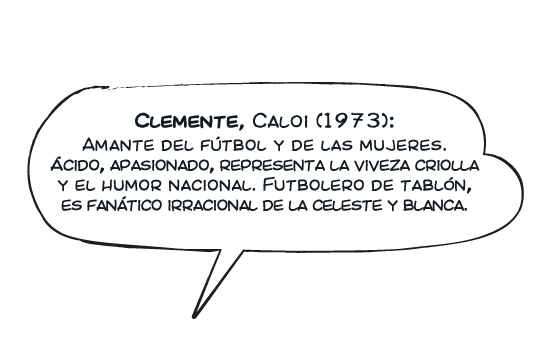 Clemente, Caloi (1973):
Amante del fútbol y de las mujeres.
Ácido, apasionado, representa la viveza criolla
y el humor nacional. Futbolero de tablón,
es fanático irracional de la celeste y blanca.